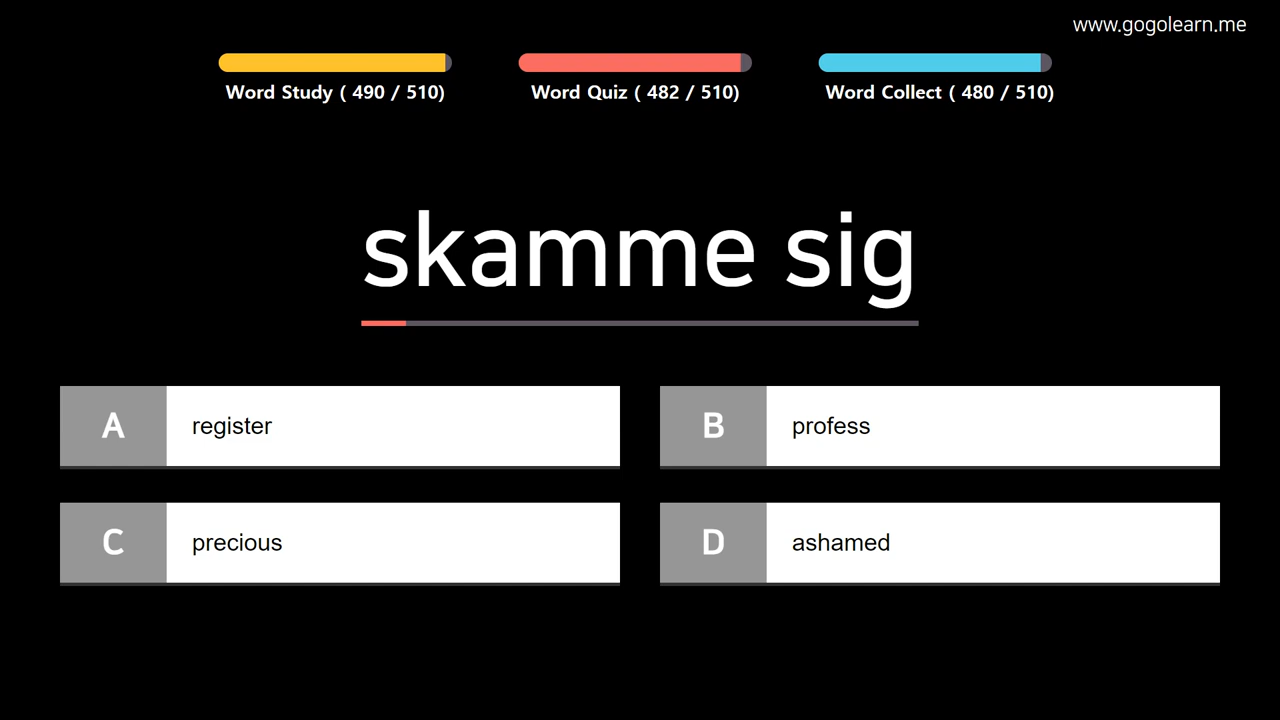 www.gogolearn.me
Word Study ( 490 / 510)
Word Quiz ( 482 / 510)
Word Collect ( 480 / 510)
skamme sig
A register
B profess
C precious
D ashamed